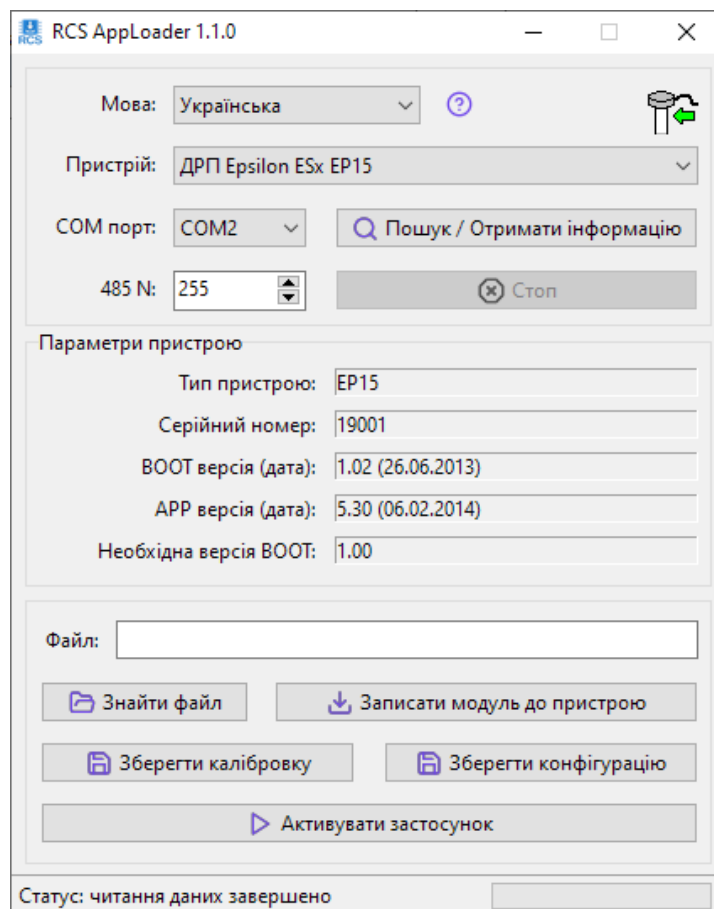 RCS AppLoader 1.1.0
RCS
Мова: Українська
Пристрій: ДРП Epsilon ESx EP15
COM порт: COM2 Пошук / Отримати інформацію
485 N: 255 Стоп
Параметри пристрою
Тип пристрою: EP15
Серійний номер: 19001
BOOT версія (дата): 1.02 (26.06.2013)
APP версія (дата): 5.30 (06.02.2014)
Необхідна версія BOOT: 1.00
Файл:
Знайти файл Записати модуль до пристрою
Зберегти калібровку Зберегти конфігурацію
Активувати застосунок
Статус: читання даних завершено